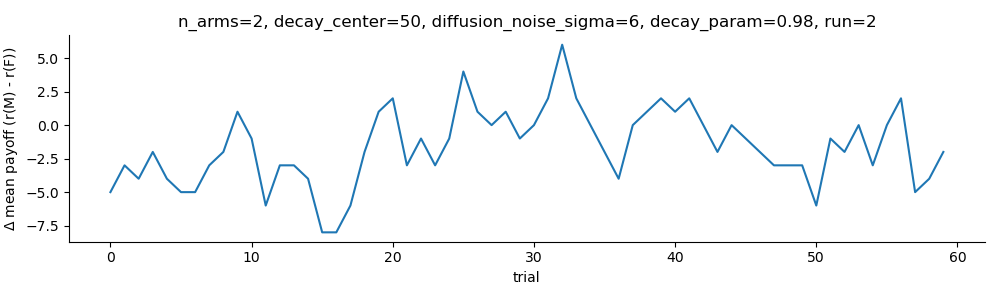 n_arms=2, decay_center=50, diffusion_noise_sigma=6, decay_param=0.98, run=2
Δ mean payoff (r(M) - r(F))
5.0
2.5
0.0
−2.5
−5.0
−7.5
0 10 20 30 40 50 60
trial